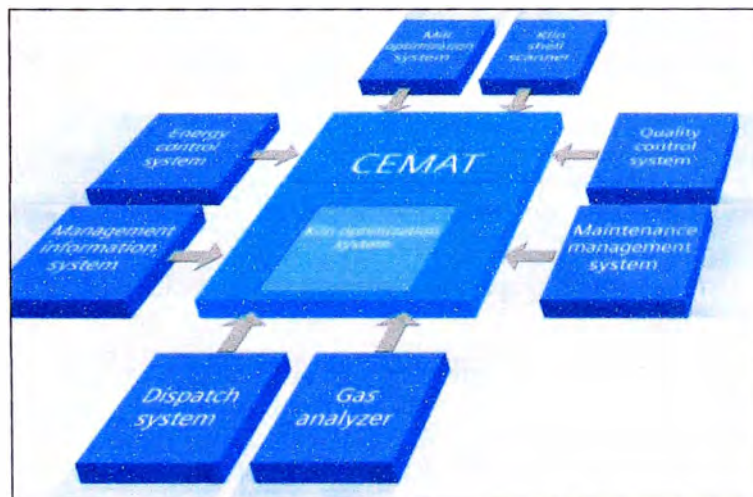 Mill
optimization
system
Kiln
shell
scanner
Energy
control
system
CEMAT
Quality
control
system
Management
information
system
Kiln optimization
system
Maintenance
management
system
Dispatch
system
Gas
analyzer